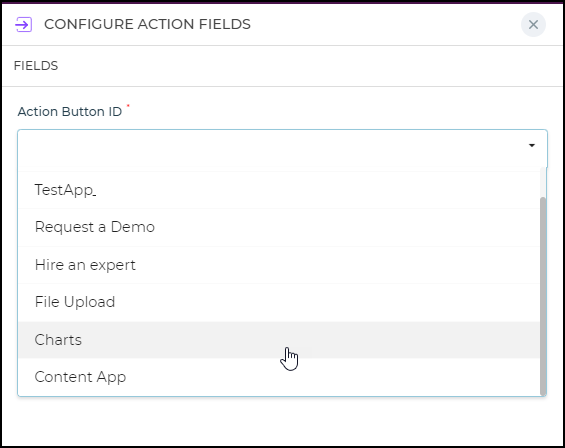 CONFIGURE ACTION FIELDS
FIELDS
Action Button ID *
TestApp_
Request a Demo
Hire an expert
File Upload
Charts
Content App